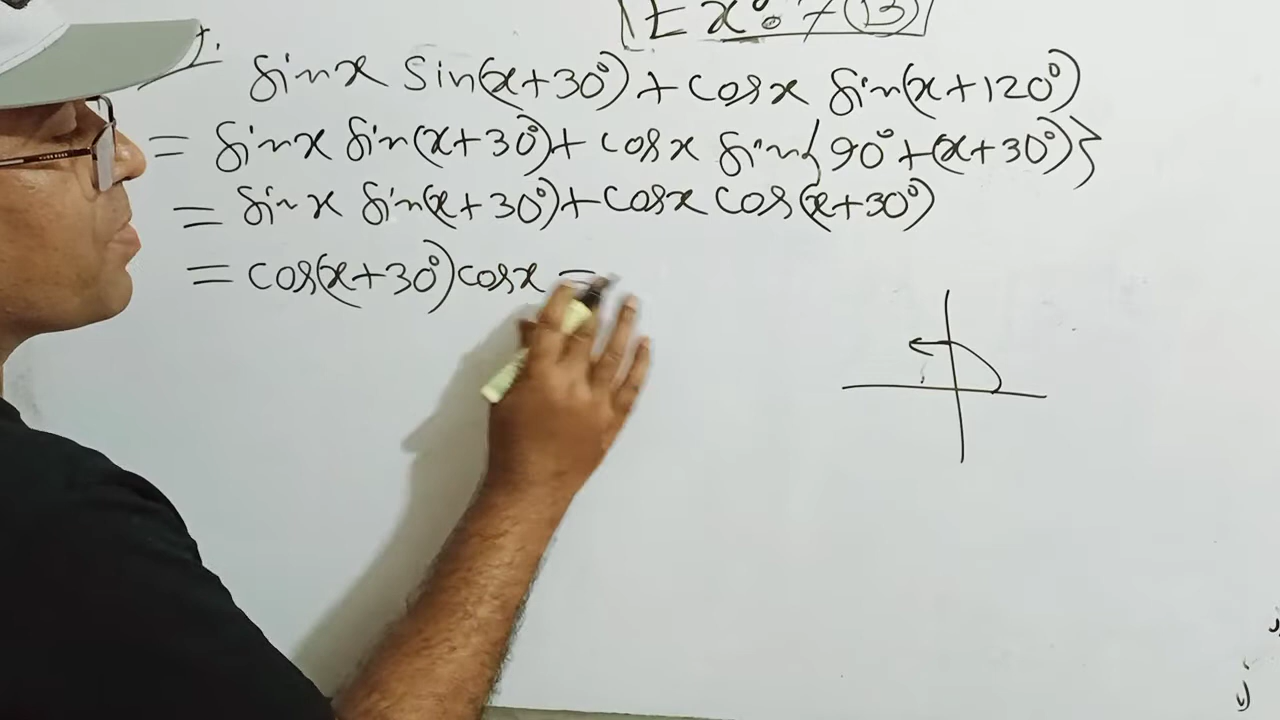 Ex: 7(B)
1. sinx sin(x+30°)+cosx sin(x+120°)
= sinx sin(x+30°)+cosx sin{90°+(x+30°)}
= sinx sin(x+30°)+cosx cos(x+30°)
= cos(x+30°)cosx =